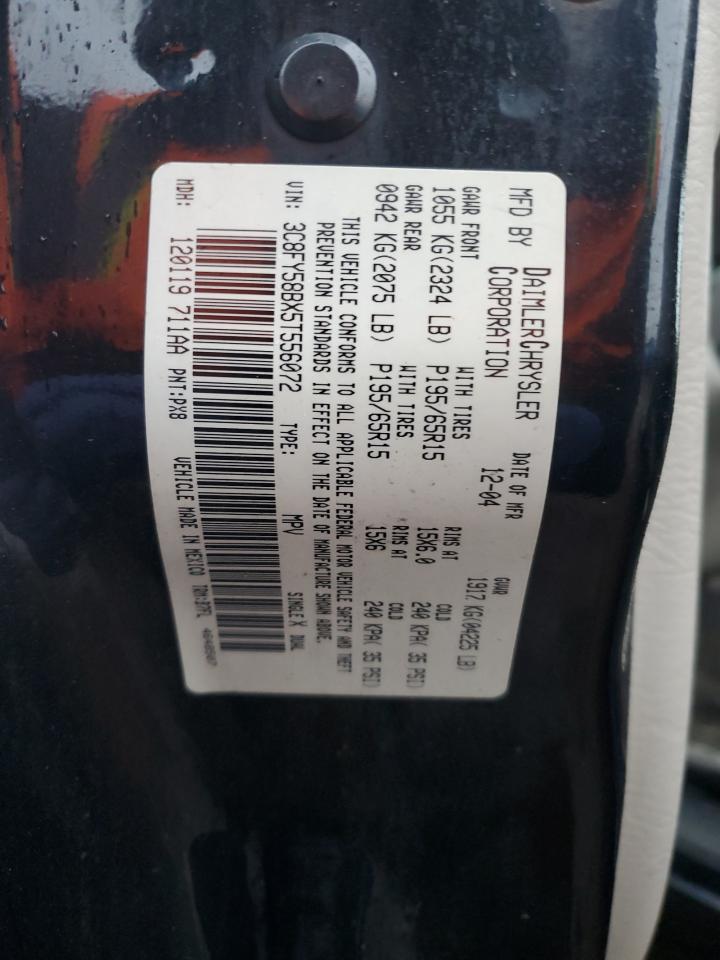 MFD BY DAIMLERCHRYSLER CORPORATION
DATE OF MFR 12-04
GVWR 1917 KG(04225 LB)
GAWR FRONT WITH TIRES RIMS AT COLD
1055 KG(2324 LB) P195/65R15 15X6.0 240 KPA( 35 PSI)
GAWR REAR WITH TIRES RIMS AT COLD
0942 KG(2075 LB) P195/65R15 15X6 240 KPA( 35 PSI)
THIS VEHICLE CONFORMS TO ALL APPLICABLE FEDERAL MOTOR VEHICLE SAFETY AND THEFT
PREVENTION STANDARDS IN EFFECT ON THE DATE OF MANUFACTURE SHOWN ABOVE.
VIN: 3C8FY58BX5T556072 TYPE: MPV SINGLE X DUAL
MDH: 120119 711AA PNT:PX8 VEHICLE MADE IN MEXICO